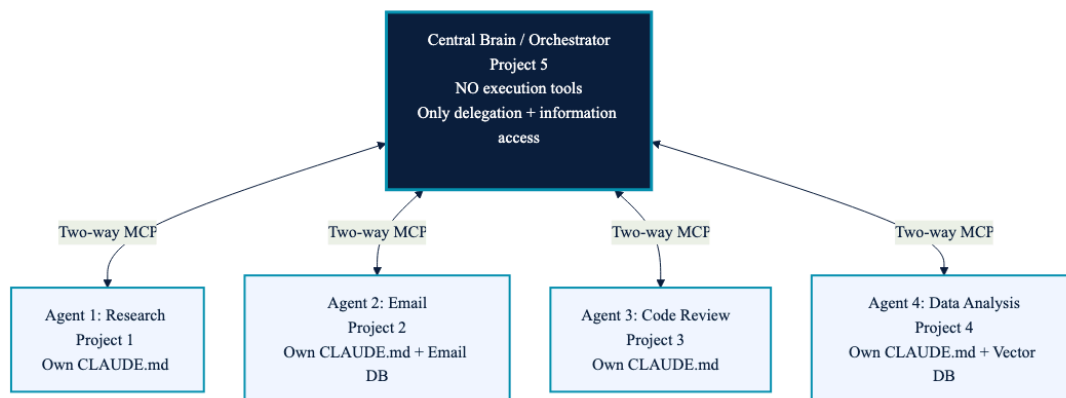 Central Brain / Orchestrator
Project 5
NO execution tools
Only delegation + information
access
Two-way MCP
Two-way MCP
Two-way MCP
Two-way MCP
Agent 1: Research
Project 1
Own CLAUDE.md
Agent 2: Email
Project 2
Own CLAUDE.md + Email
DB
Agent 3: Code Review
Project 3
Own CLAUDE.md
Agent 4: Data Analysis
Project 4
Own CLAUDE.md + Vector
DB